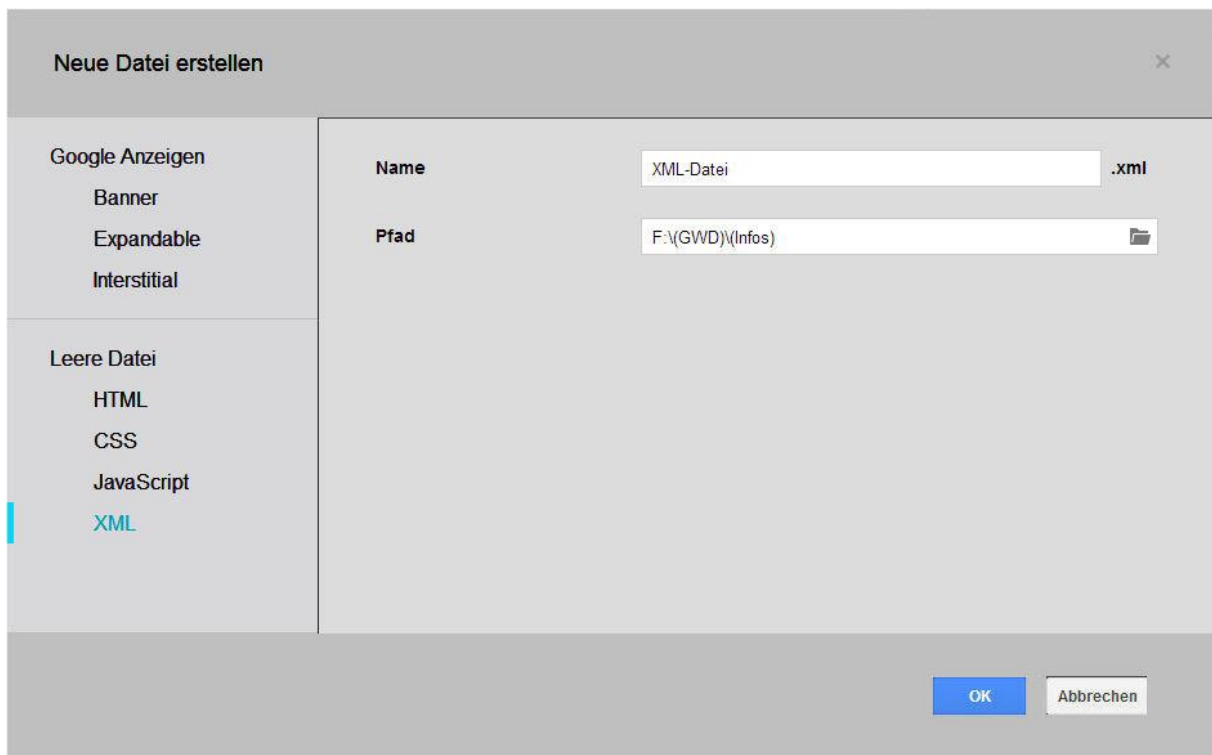 Neue Datei erstellen
Google Anzeigen
Banner
Expandable
Interstitial
Leere Datei
HTML
CSS
JavaScript
XML
Name
XML-Datei
.xml
Pfad
F:\(GWD)\(Infos)
OK
Abbrechen